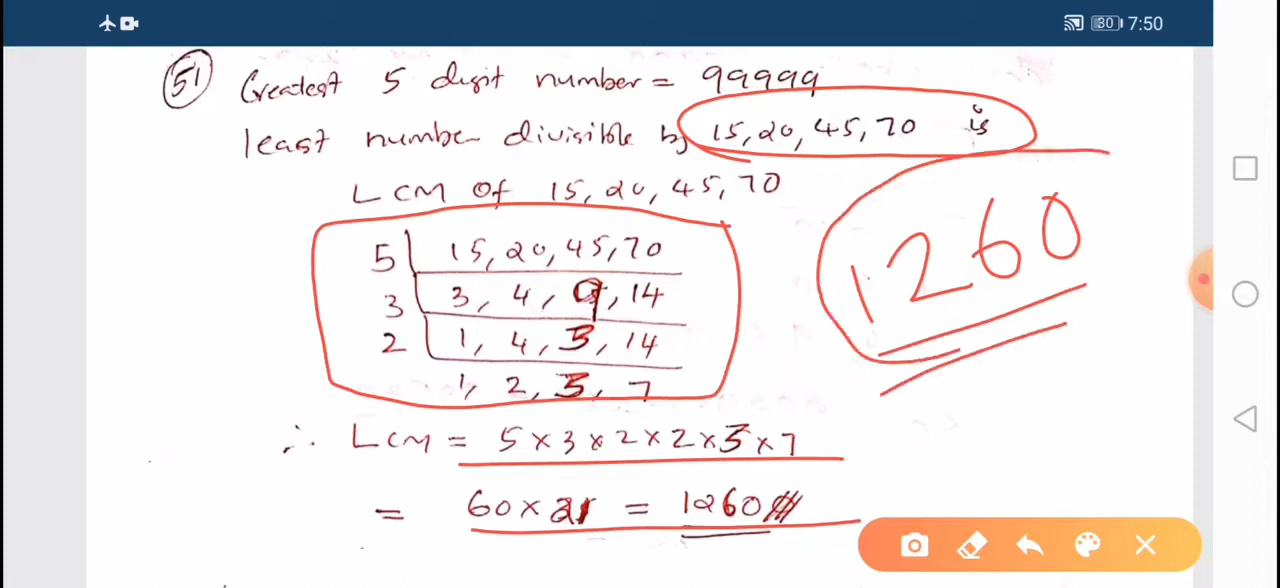 30 7:50
51 Greatest 5 digit number = 99999
least number divisible by 15, 20, 45, 70 is
LCM of 15, 20, 45, 70
5 | 15, 20, 45, 70
3 | 3, 4, 9, 14
2 | 1, 4, 3, 14
1, 2, 3, 7
1260
∴ LCM = 5 x 3 x 2 x 2 x 3 x 7
= 60 x 21 = 1260